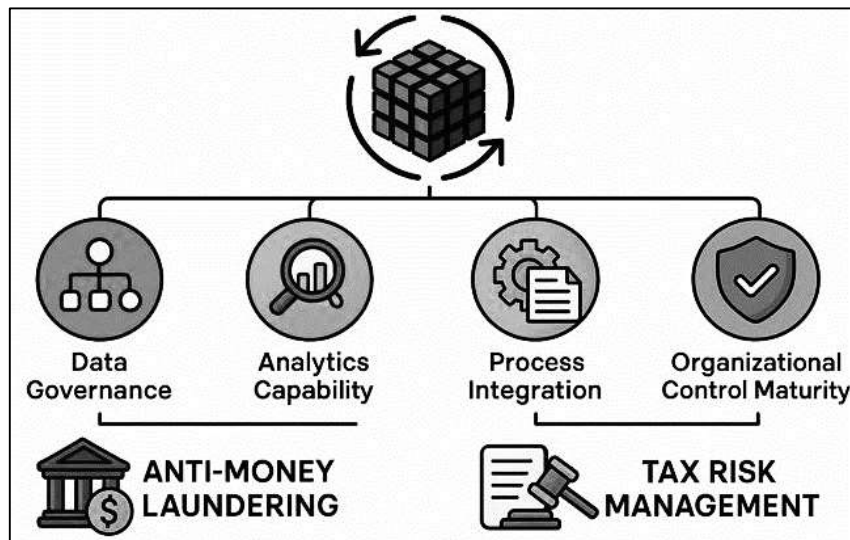 Data
Governance
Analytics
Capability
Process
Integration
Organizational
Control Maturity
$
ANTI-MONEY
LAUNDERING
TAX RISK
MANAGEMENT